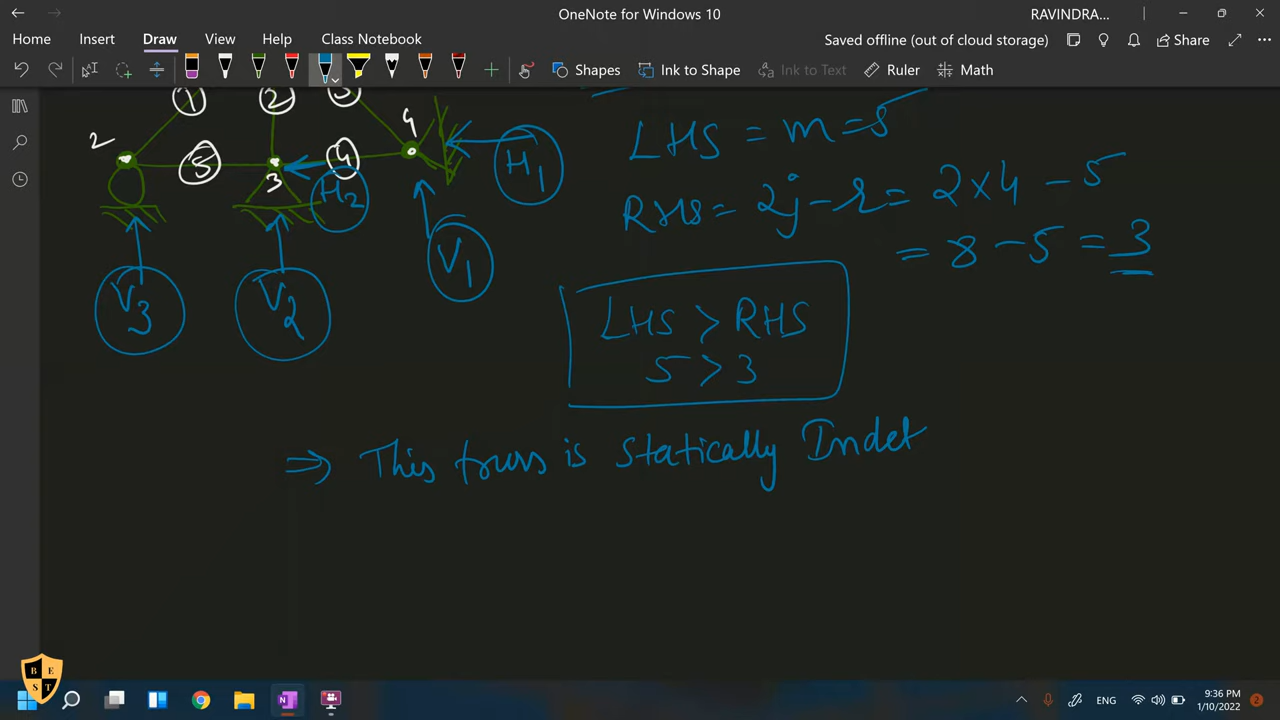 OneNote for Windows 10
RAVINDRA...
Home Insert Draw View Help Class Notebook
Saved offline (out of cloud storage)
Share
Shapes
Ink to Shape
Ink to Text
Ruler
Math
1 2 3
2 5 3 4 4
H2
H1
V3
V2
V1
LHS = m = 5
RHS = 2j - r = 2 x 4 - 5
= 8 - 5 = 3
LHS > RHS
5 > 3
⇒ This truss is Statically Indet
BEST
ENG
9:36 PM
1/10/2022
2